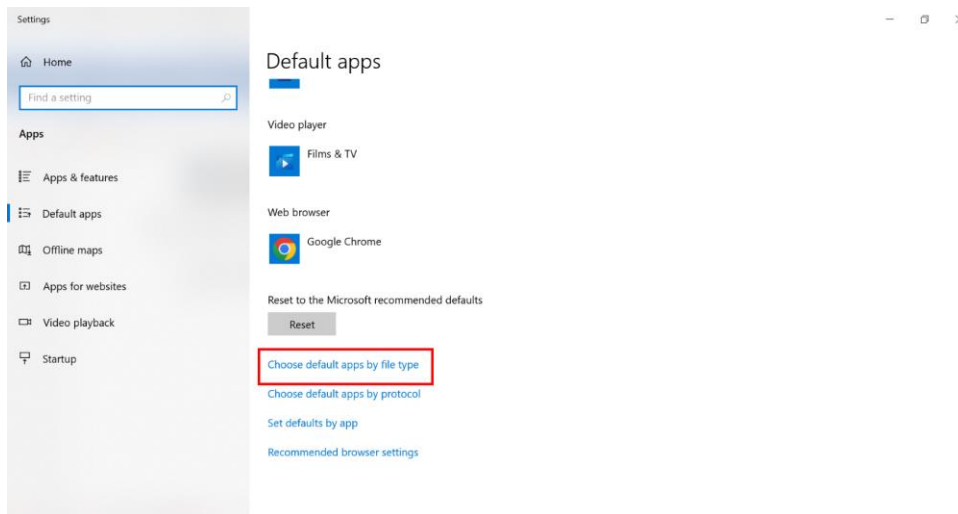 Settings
Home
Find a setting
Apps
Apps & features
Default apps
Offline maps
Apps for websites
Video playback
Startup
Default apps
Video player
Films & TV
Web browser
Google Chrome
Reset to the Microsoft recommended defaults
Reset
Choose default apps by file type
Choose default apps by protocol
Set defaults by app
Recommended browser settings